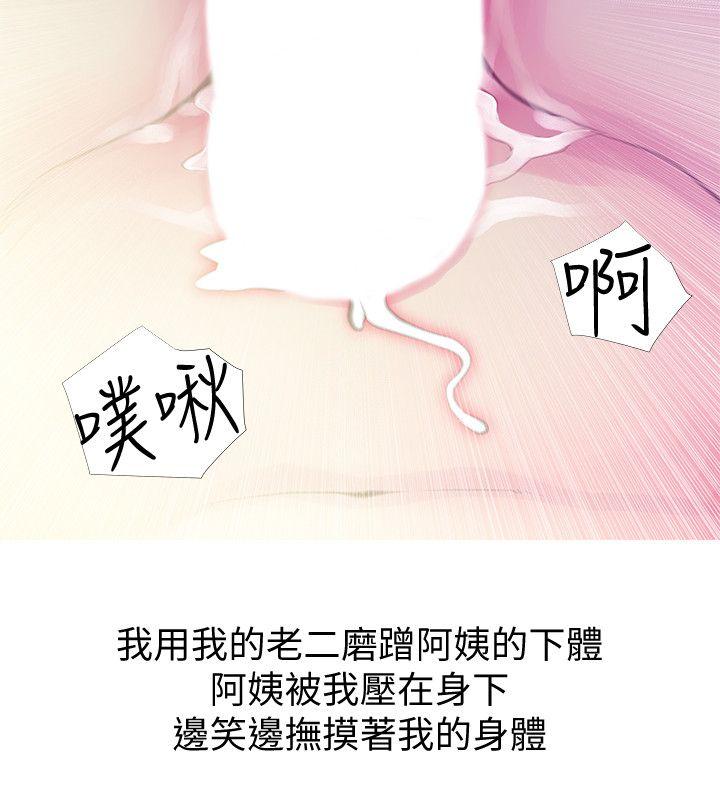 啊
噗啾
我用我的老二磨蹭阿姨的下體
阿姨被我壓在身下
邊笑邊撫摸著我的身體